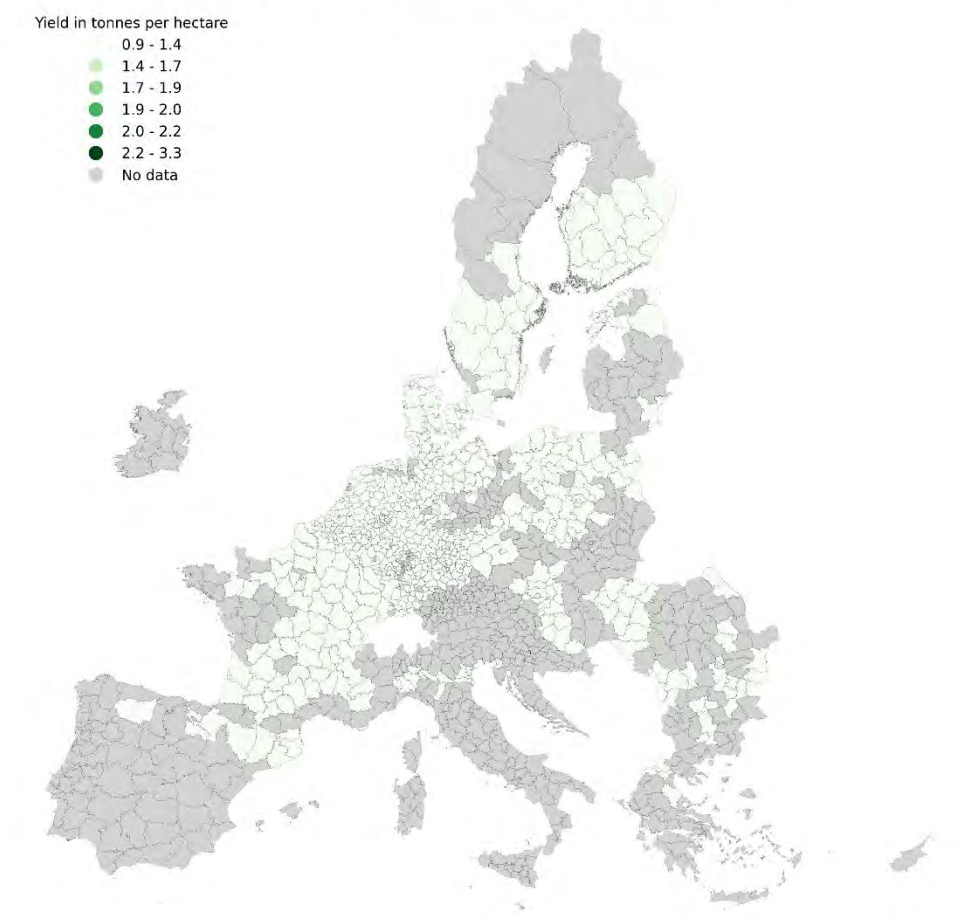 Yield in tonnes per hectare
0.9 - 1.4
1.4 - 1.7
1.7 - 1.9
1.9 - 2.0
2.0 - 2.2
2.2 - 3.3
No data